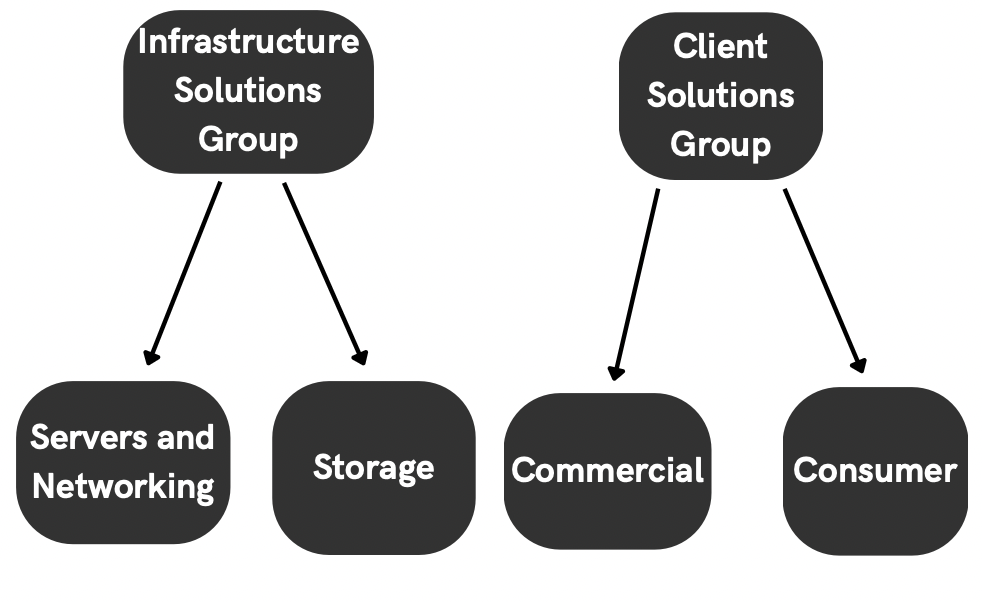 Infrastructure
Solutions
Group
Client
Solutions
Group
Servers and
Networking
Storage
Commercial
Consumer